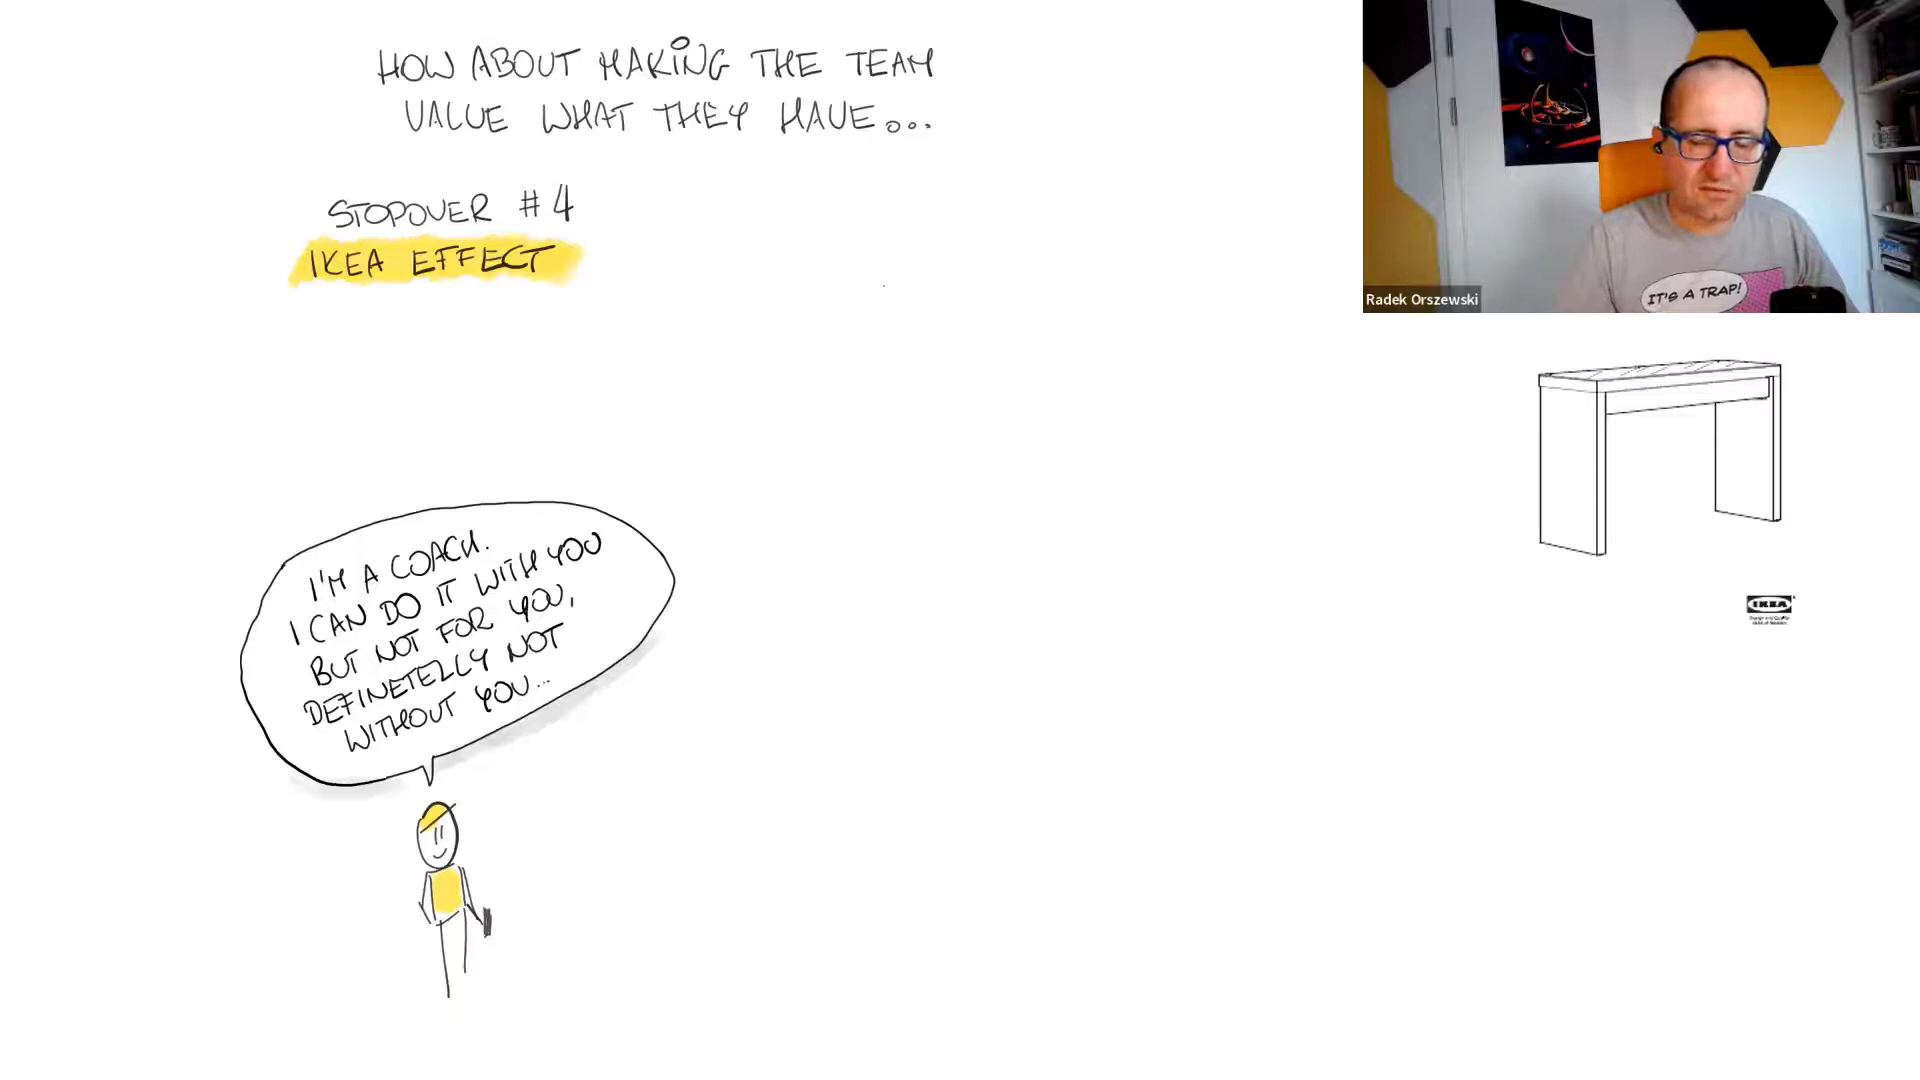 HOW ABOUT MAKING THE TEAM
VALUE WHAT THEY HAVE...
STOPOVER #4
IKEA EFFECT
I'M A COACH.
I CAN DO IT WITH YOU
BUT NOT FOR YOU,
DEFINETELLY NOT
WITHOUT YOU...
IT'S A TRAP!
Radek Orszewski
IKEA